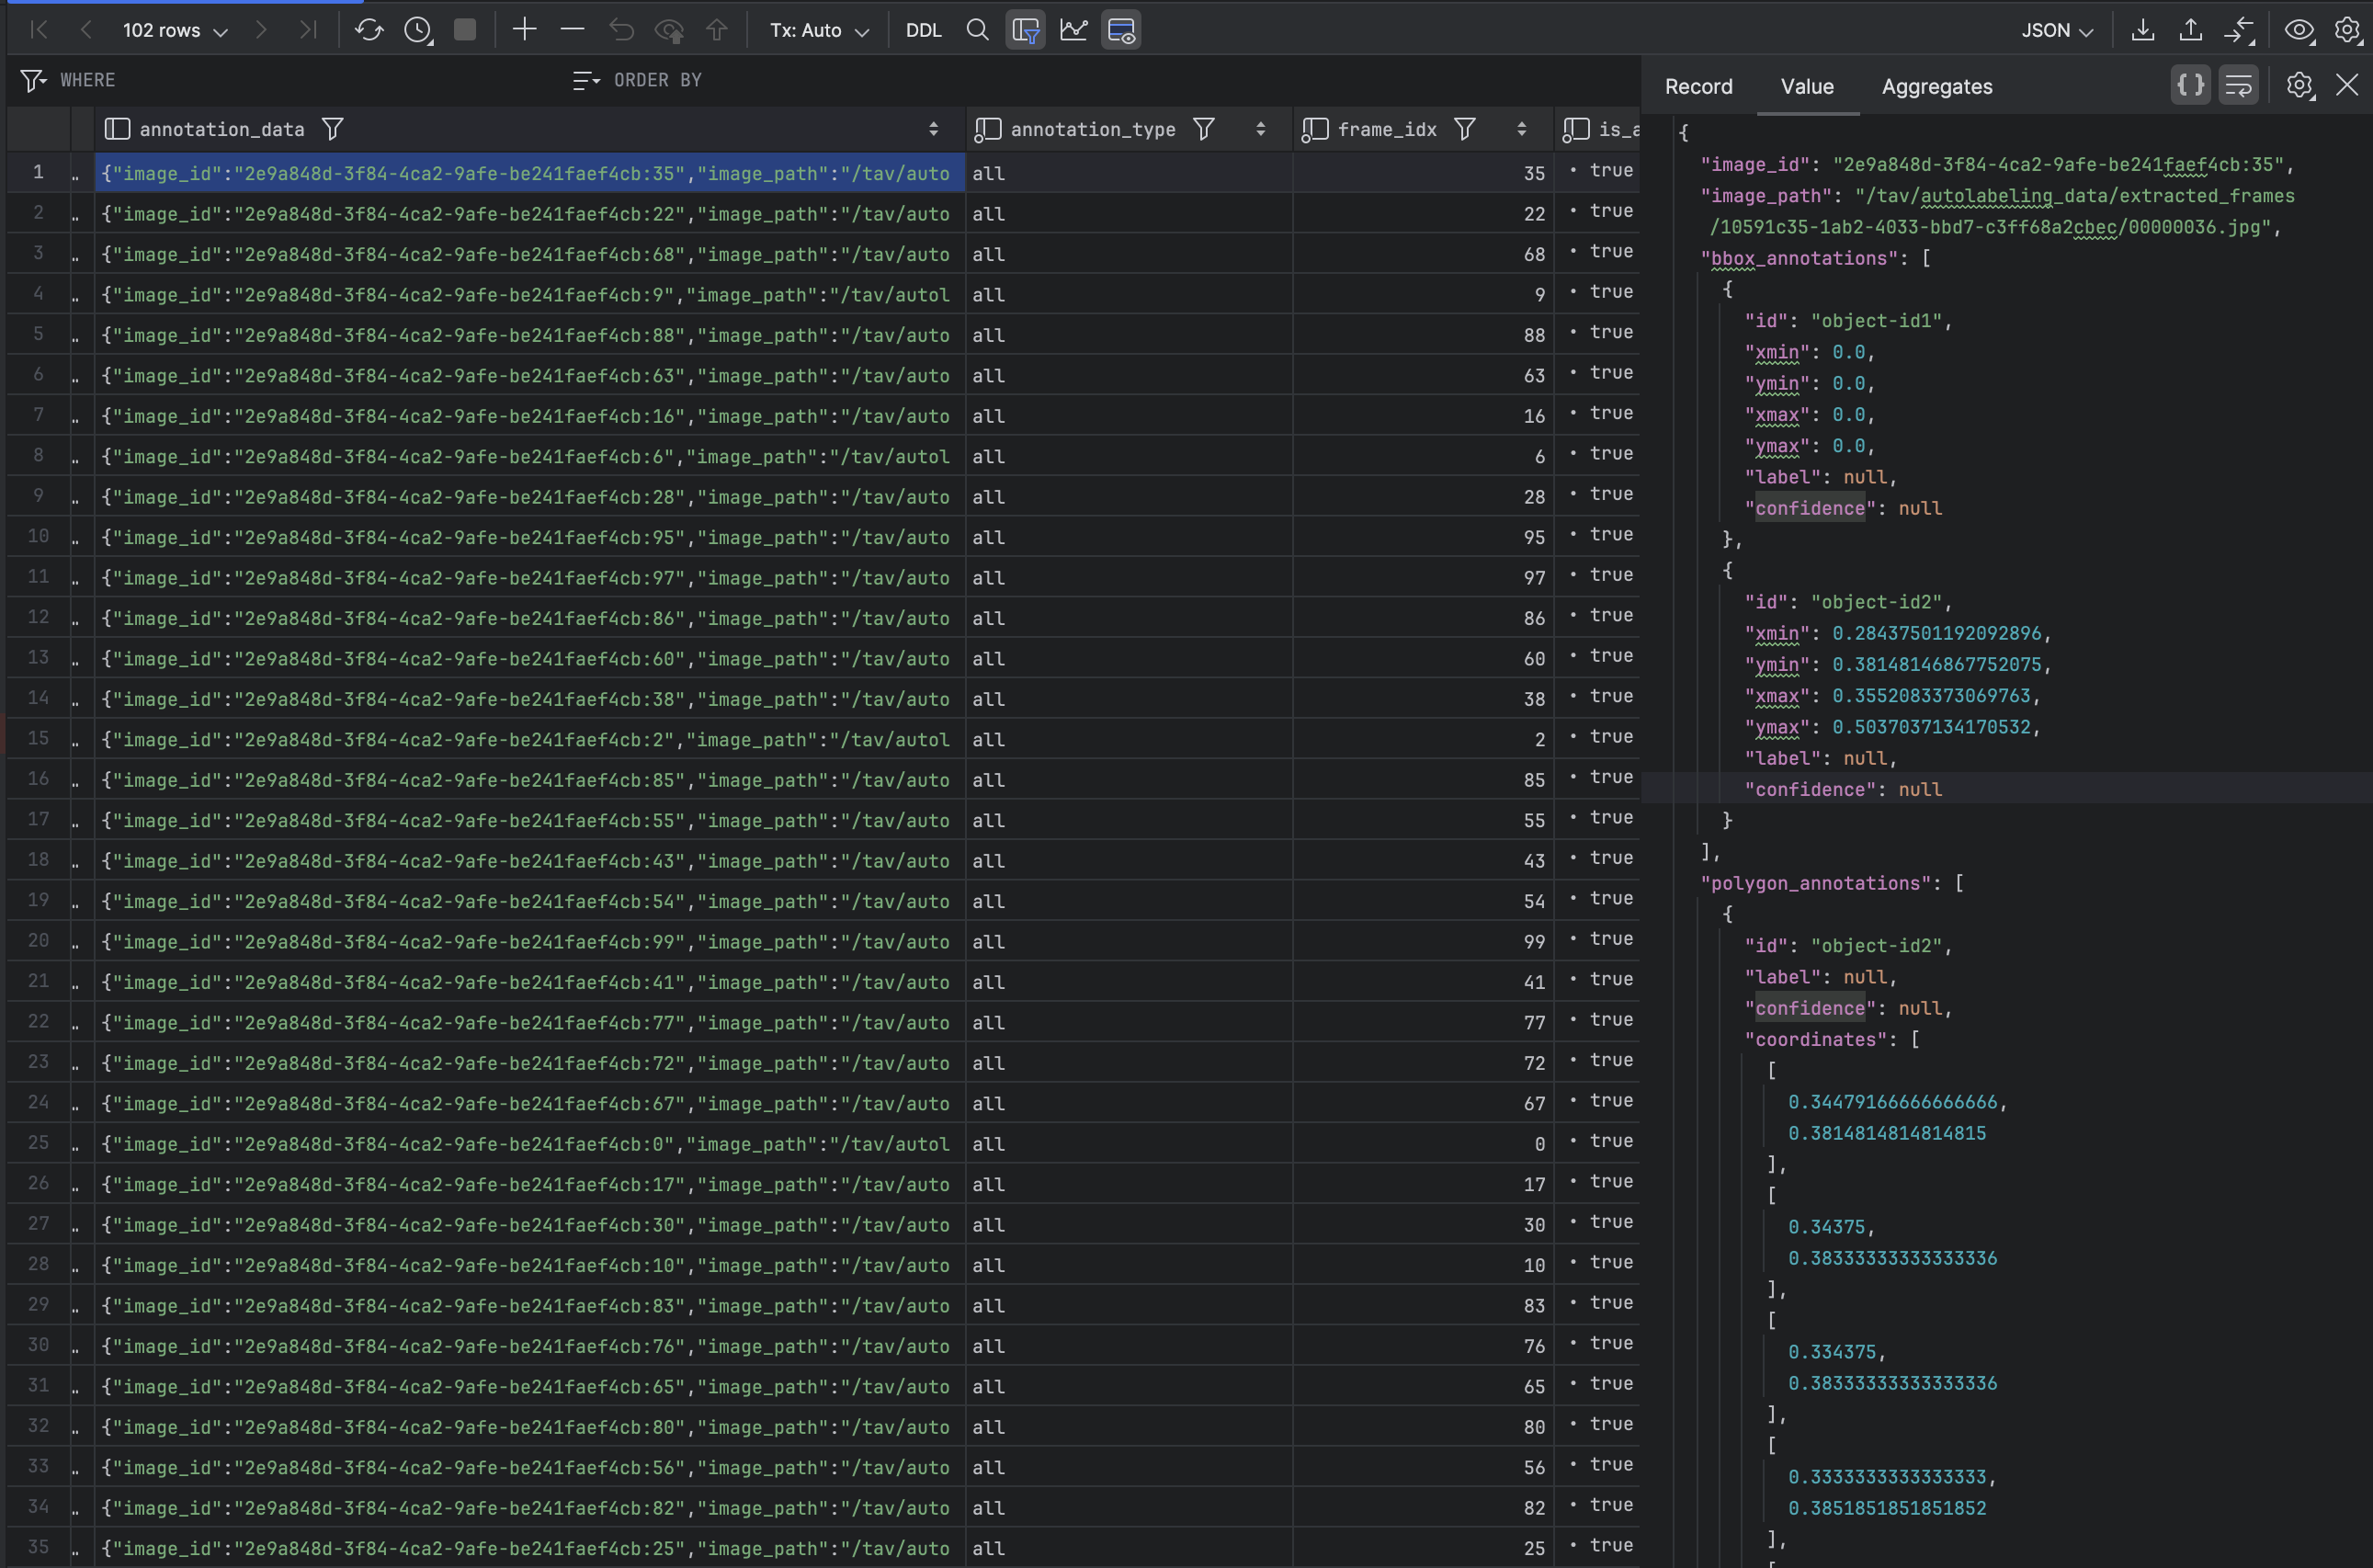 102 rows
Tx: Auto
DDL
JSON
WHERE
ORDER BY
annotation_data
annotation_type
frame_idx
is_a
1 .. {"image_id":"2e9a848d-3f84-4ca2-9afe-be241faef4cb:35","image_path":"/tav/auto all 35 • true
2 .. {"image_id":"2e9a848d-3f84-4ca2-9afe-be241faef4cb:22","image_path":"/tav/auto all 22 • true
3 .. {"image_id":"2e9a848d-3f84-4ca2-9afe-be241faef4cb:68","image_path":"/tav/auto all 68 • true
4 .. {"image_id":"2e9a848d-3f84-4ca2-9afe-be241faef4cb:9","image_path":"/tav/autol all 9 • true
5 .. {"image_id":"2e9a848d-3f84-4ca2-9afe-be241faef4cb:88","image_path":"/tav/auto all 88 • true
6 .. {"image_id":"2e9a848d-3f84-4ca2-9afe-be241faef4cb:63","image_path":"/tav/auto all 63 • true
7 .. {"image_id":"2e9a848d-3f84-4ca2-9afe-be241faef4cb:16","image_path":"/tav/auto all 16 • true
8 .. {"image_id":"2e9a848d-3f84-4ca2-9afe-be241faef4cb:6","image_path":"/tav/autol all 6 • true
9 .. {"image_id":"2e9a848d-3f84-4ca2-9afe-be241faef4cb:28","image_path":"/tav/auto all 28 • true
10 .. {"image_id":"2e9a848d-3f84-4ca2-9afe-be241faef4cb:95","image_path":"/tav/auto all 95 • true
11 .. {"image_id":"2e9a848d-3f84-4ca2-9afe-be241faef4cb:97","image_path":"/tav/auto all 97 • true
12 .. {"image_id":"2e9a848d-3f84-4ca2-9afe-be241faef4cb:86","image_path":"/tav/auto all 86 • true
13 .. {"image_id":"2e9a848d-3f84-4ca2-9afe-be241faef4cb:60","image_path":"/tav/auto all 60 • true
14 .. {"image_id":"2e9a848d-3f84-4ca2-9afe-be241faef4cb:38","image_path":"/tav/auto all 38 • true
15 .. {"image_id":"2e9a848d-3f84-4ca2-9afe-be241faef4cb:2","image_path":"/tav/autol all 2 • true
16 .. {"image_id":"2e9a848d-3f84-4ca2-9afe-be241faef4cb:85","image_path":"/tav/auto all 85 • true
17 .. {"image_id":"2e9a848d-3f84-4ca2-9afe-be241faef4cb:55","image_path":"/tav/auto all 55 • true
18 .. {"image_id":"2e9a848d-3f84-4ca2-9afe-be241faef4cb:43","image_path":"/tav/auto all 43 • true
19 .. {"image_id":"2e9a848d-3f84-4ca2-9afe-be241faef4cb:54","image_path":"/tav/auto all 54 • true
20 .. {"image_id":"2e9a848d-3f84-4ca2-9afe-be241faef4cb:99","image_path":"/tav/auto all 99 • true
21 .. {"image_id":"2e9a848d-3f84-4ca2-9afe-be241faef4cb:41","image_path":"/tav/auto all 41 • true
22 .. {"image_id":"2e9a848d-3f84-4ca2-9afe-be241faef4cb:77","image_path":"/tav/auto all 77 • true
23 .. {"image_id":"2e9a848d-3f84-4ca2-9afe-be241faef4cb:72","image_path":"/tav/auto all 72 • true
24 .. {"image_id":"2e9a848d-3f84-4ca2-9afe-be241faef4cb:67","image_path":"/tav/auto all 67 • true
25 .. {"image_id":"2e9a848d-3f84-4ca2-9afe-be241faef4cb:0","image_path":"/tav/autol all 0 • true
26 .. {"image_id":"2e9a848d-3f84-4ca2-9afe-be241faef4cb:17","image_path":"/tav/auto all 17 • true
27 .. {"image_id":"2e9a848d-3f84-4ca2-9afe-be241faef4cb:30","image_path":"/tav/auto all 30 • true
28 .. {"image_id":"2e9a848d-3f84-4ca2-9afe-be241faef4cb:10","image_path":"/tav/auto all 10 • true
29 .. {"image_id":"2e9a848d-3f84-4ca2-9afe-be241faef4cb:83","image_path":"/tav/auto all 83 • true
30 .. {"image_id":"2e9a848d-3f84-4ca2-9afe-be241faef4cb:76","image_path":"/tav/auto all 76 • true
31 .. {"image_id":"2e9a848d-3f84-4ca2-9afe-be241faef4cb:65","image_path":"/tav/auto all 65 • true
32 .. {"image_id":"2e9a848d-3f84-4ca2-9afe-be241faef4cb:80","image_path":"/tav/auto all 80 • true
33 .. {"image_id":"2e9a848d-3f84-4ca2-9afe-be241faef4cb:56","image_path":"/tav/auto all 56 • true
34 .. {"image_id":"2e9a848d-3f84-4ca2-9afe-be241faef4cb:82","image_path":"/tav/auto all 82 • true
35 .. {"image_id":"2e9a848d-3f84-4ca2-9afe-be241faef4cb:25","image_path":"/tav/auto all 25 • true
Record Value Aggregates
{
"image_id": "2e9a848d-3f84-4ca2-9afe-be241faef4cb:35",
"image_path": "/tav/autolabeling_data/extracted_frames
/10591c35-1ab2-4033-bbd7-c3ff68a2cbec/00000036.jpg",
"bbox_annotations": [
{
"id": "object-id1",
"xmin": 0.0,
"ymin": 0.0,
"xmax": 0.0,
"ymax": 0.0,
"label": null,
"confidence": null
},
{
"id": "object-id2",
"xmin": 0.28437501192092896,
"ymin": 0.38148146867752075,
"xmax": 0.3552083373069763,
"ymax": 0.5037037134170532,
"label": null,
"confidence": null
}
],
"polygon_annotations": [
{
"id": "object-id2",
"label": null,
"confidence": null,
"coordinates": [
[
0.34479166666666666,
0.3814814814814815
],
[
0.34375,
0.38333333333333336
],
[
0.334375,
0.38333333333333336
],
[
0.3333333333333333,
0.3851851851851852
],